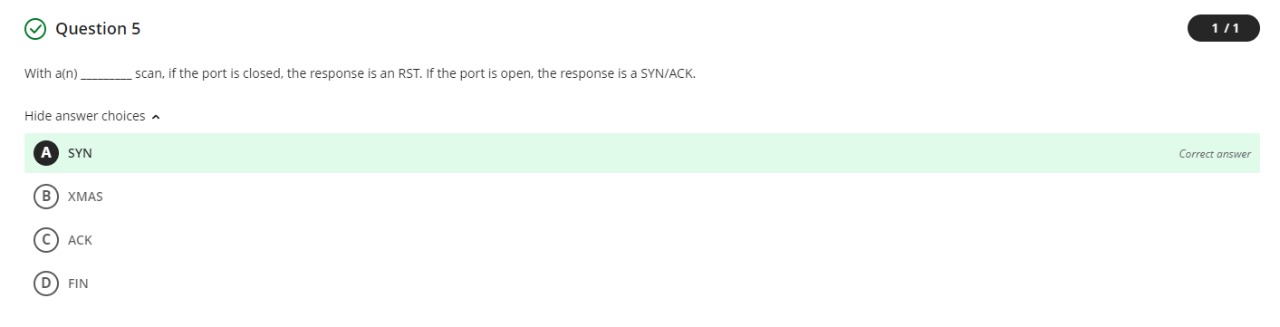 Question 5
1 / 1
With a(n) _________ scan, if the port is closed, the response is an RST. If the port is open, the response is a SYN/ACK.
Hide answer choices
A SYN
Correct answer
B XMAS
C ACK
D FIN